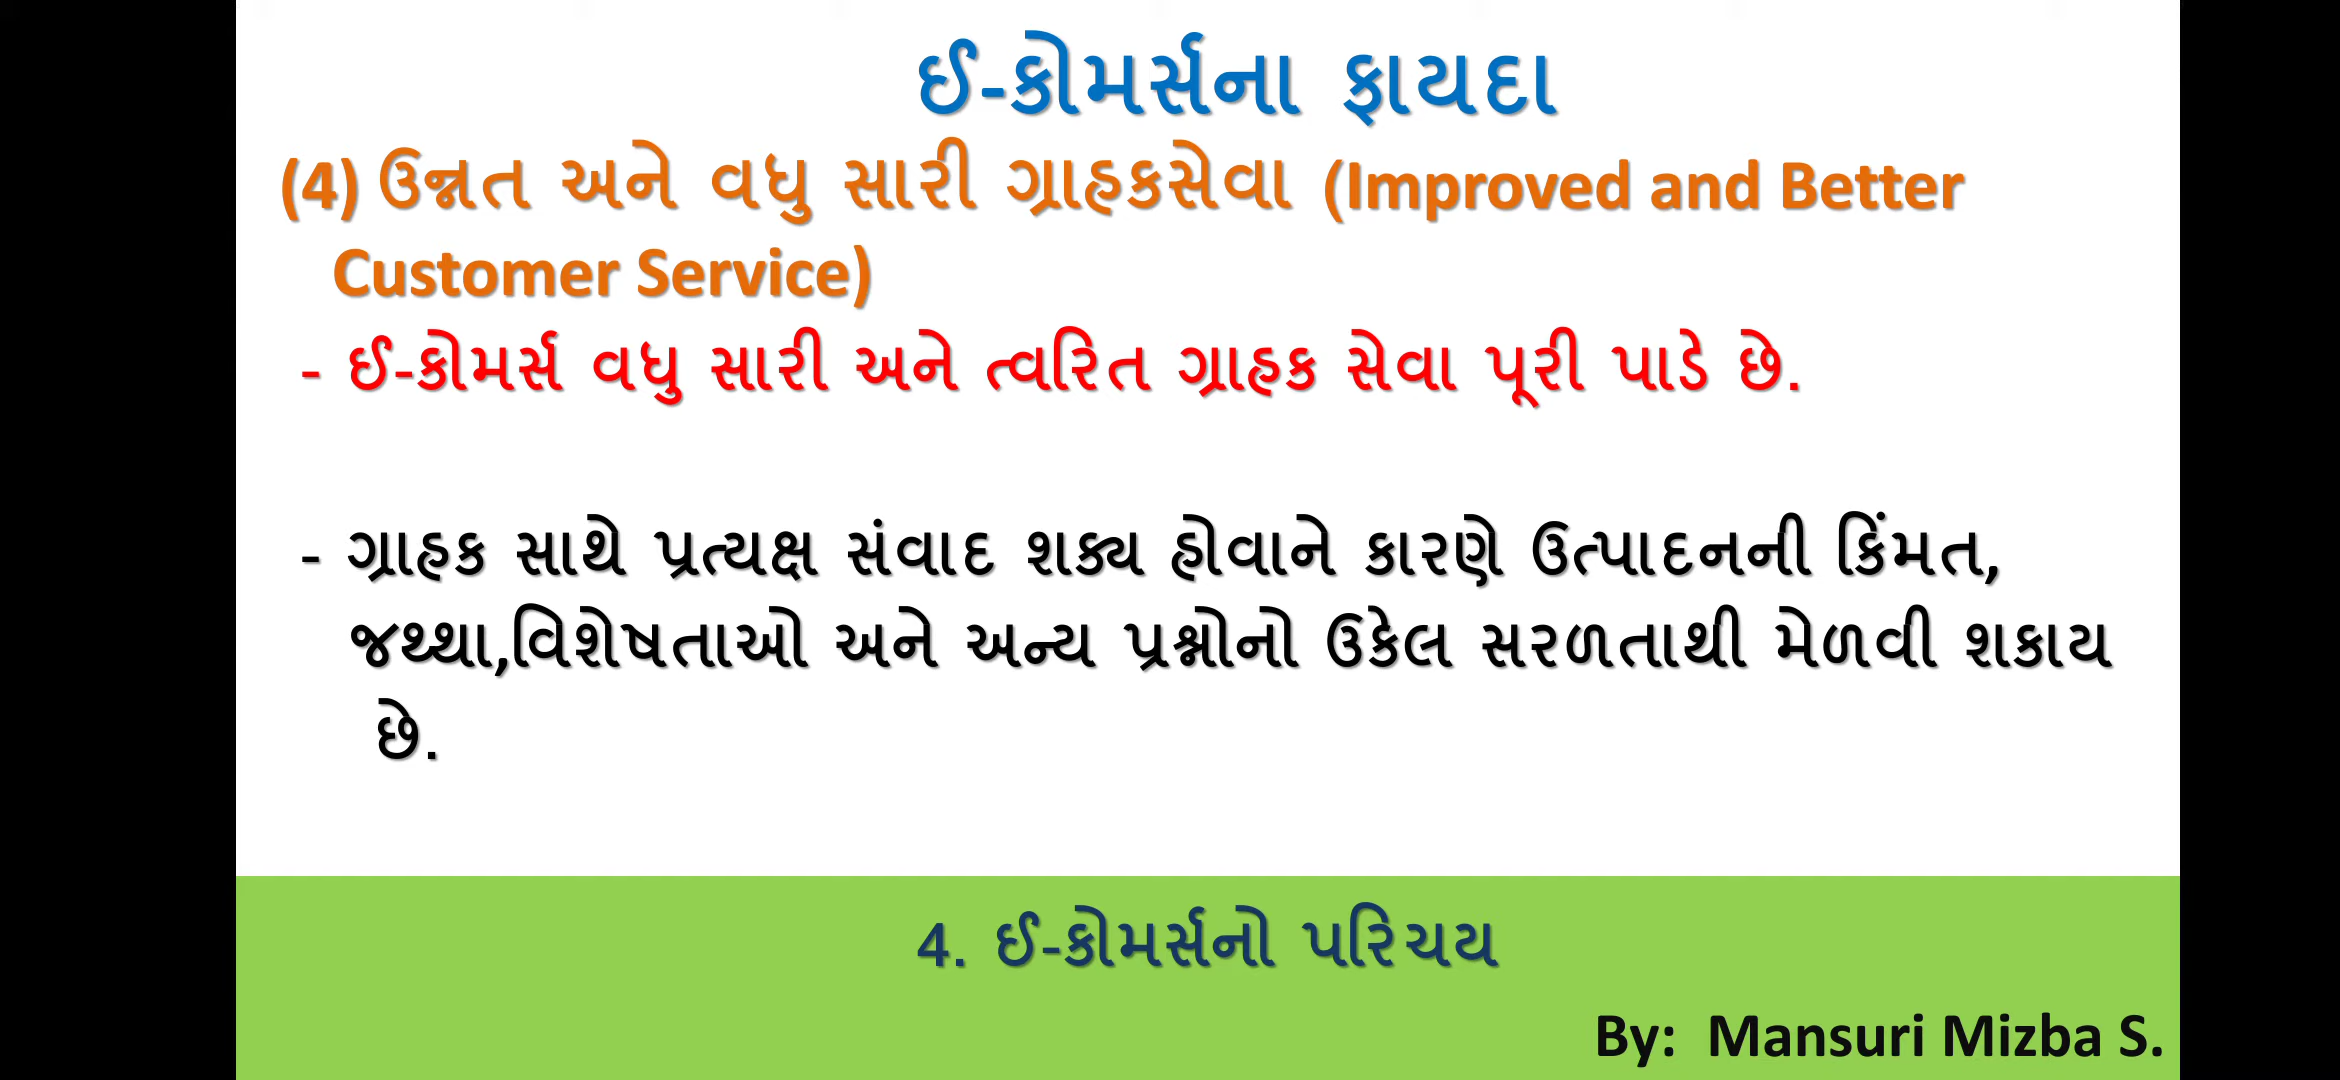 ઈ-કોમર્સના ફાયદા
(4) ઉન્નત અને વધુ સારી ગ્રાહકસેવા (Improved and Better
Customer Service)
- ઈ-કોમર્સ વધુ સારી અને ત્વરિત ગ્રાહક સેવા પૂરી પાડે છે.
- ગ્રાહક સાથે પ્રત્યક્ષ સંવાદ શક્ય હોવાને કારણે ઉત્પાદનની કિંમત,
જથ્થા,વિશેષતાઓ અને અન્ય પ્રશ્નોનો ઉકેલ સરળતાથી મેળવી શકાય
છે.
4. ઈ-કોમર્સનો પરિચય
By: Mansuri Mizba S.